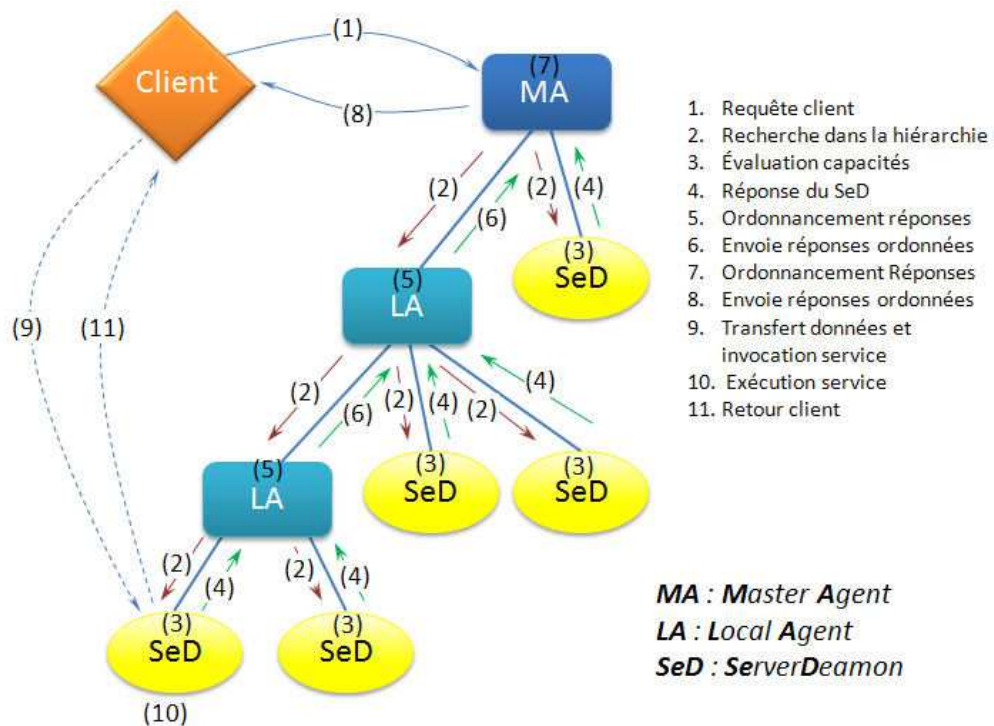 (1)
Client
(7)
MA
(8)
1. Requête client
2. Recherche dans la hiérarchie
3. Évaluation capacités
4. Réponse du SeD
5. Ordonnancement réponses
6. Envoie réponses ordonnées
7. Ordonnancement Réponses
8. Envoie réponses ordonnées
9. Transfert données et
invocation service
10. Exécution service
11. Retour client
(2)
(6)
(2)
(4)
(3)
SeD
(5)
LA
(9)
(11)
(2)
(6)
(2)
(4)
(2)
(4)
(5)
LA
(3)
SeD
(3)
SeD
(2)
(4)
(2)
(4)
(3)
SeD
(3)
SeD
(10)
MA : Master Agent
LA : Local Agent
SeD : ServerDeamon